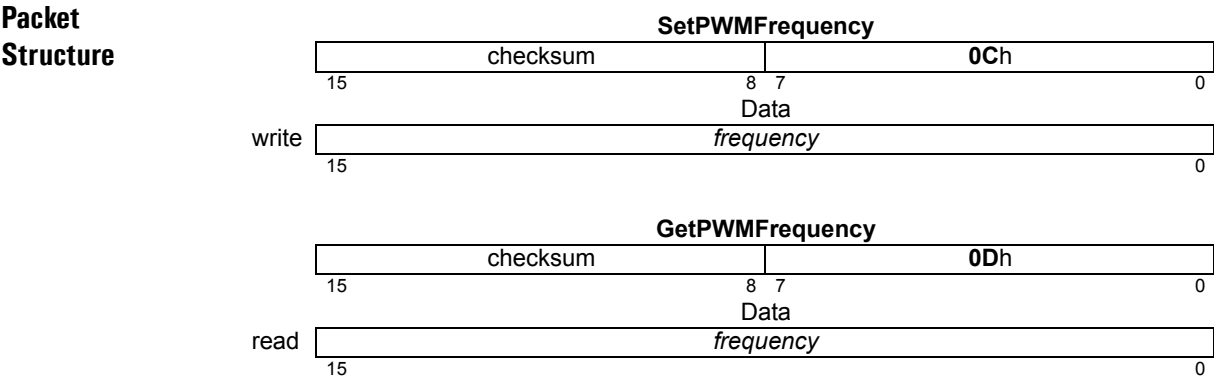 Packet
Structure
SetPWMFrequency
checksum 0Ch
15 8 7 0
Data
write frequency
15 0
GetPWMFrequency
checksum 0Dh
15 8 7 0
Data
read frequency
15 0